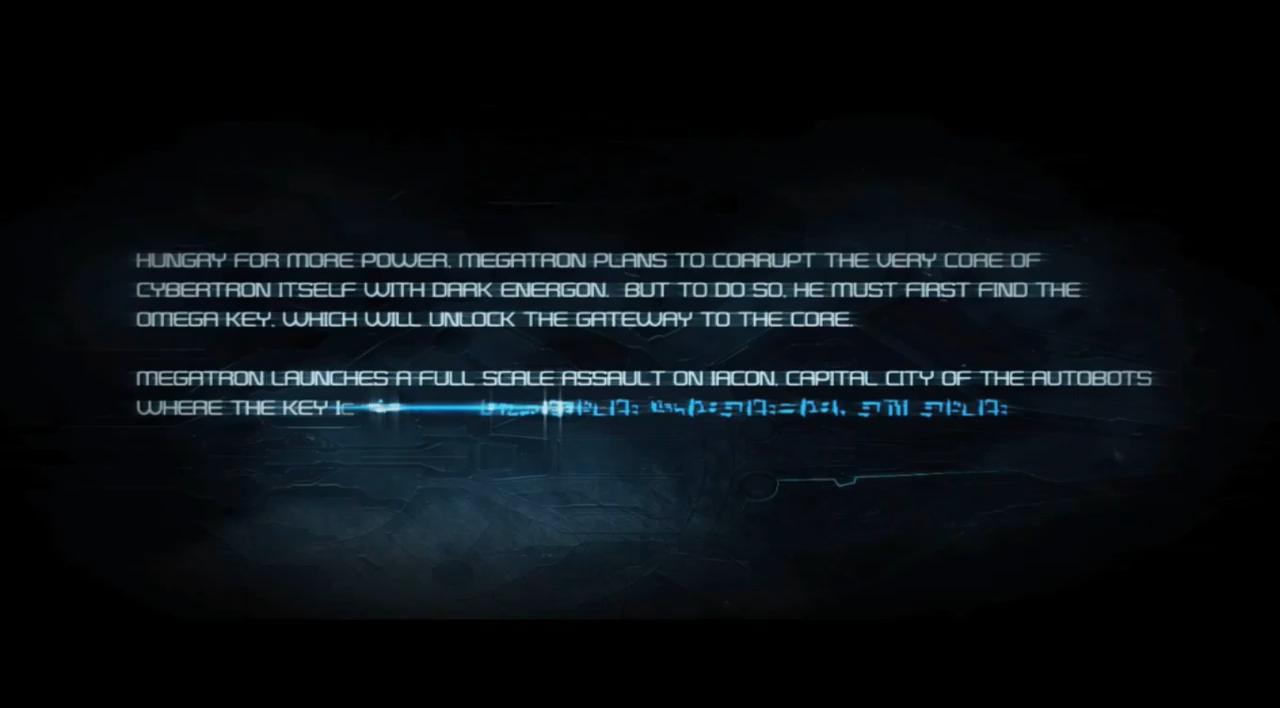 HUNGRY FOR MORE POWER, MEGATRON PLANS TO CORRUPT THE VERY CORE OF
CYBERTRON ITSELF WITH DARK ENERGON. BUT TO DO SO, HE MUST FIRST FIND THE
OMEGA KEY, WHICH WILL UNLOCK THE GATEWAY TO THE CORE.
MEGATRON LAUNCHES A FULL SCALE ASSAULT ON IACON, CAPITAL CITY OF THE AUTOBOTS
WHERE THE KEY